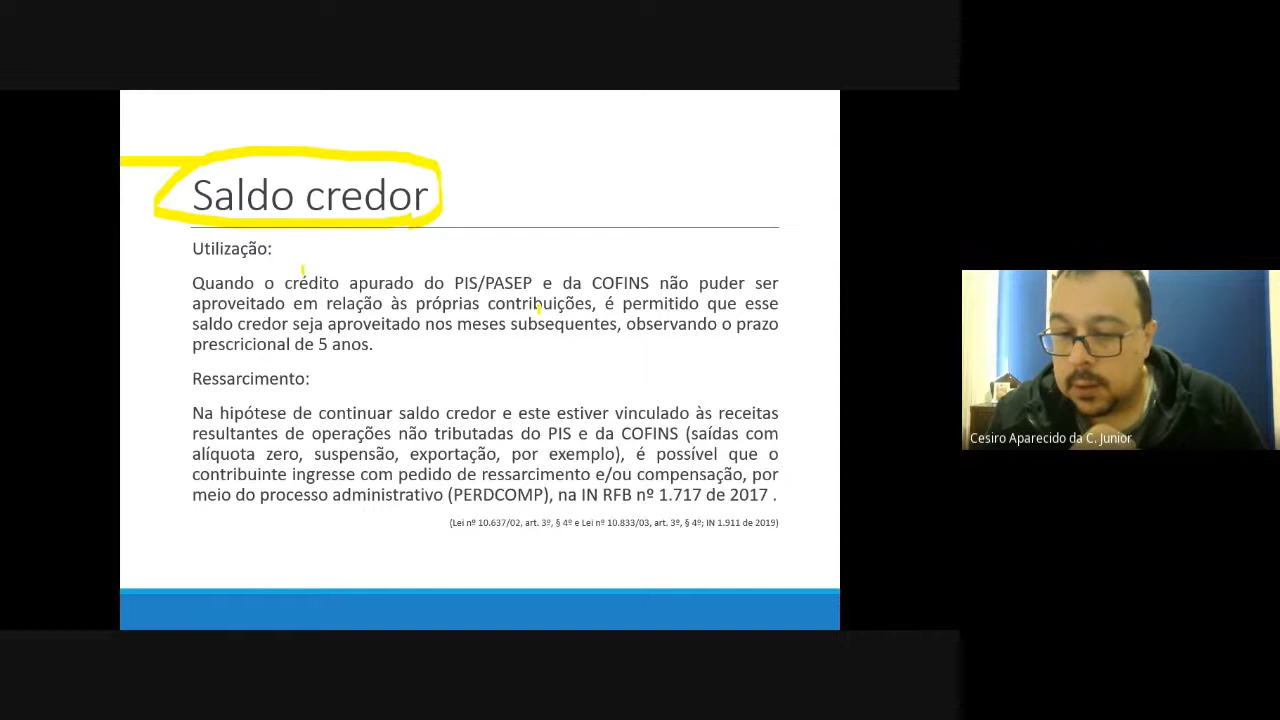 Saldo credor
Utilização:
Quando o crédito apurado do PIS/PASEP e da COFINS não puder ser
aproveitado em relação às próprias contribuições, é permitido que esse
saldo credor seja aproveitado nos meses subsequentes, observando o prazo
prescricional de 5 anos.
Ressarcimento:
Na hipótese de continuar saldo credor e este estiver vinculado às receitas
resultantes de operações não tributadas do PIS e da COFINS (saídas com
alíquota zero, suspensão, exportação, por exemplo), é possível que o
contribuinte ingresse com pedido de ressarcimento e/ou compensação, por
meio do processo administrativo (PERDCOMP), na IN RFB nº 1.717 de 2017 .
(Lei nº 10.637/02, art. 3º, § 4º e Lei nº 10.833/03, art. 3º, § 4º; IN 1.911 de 2019)
Cesiro Aparecido da C. Junior